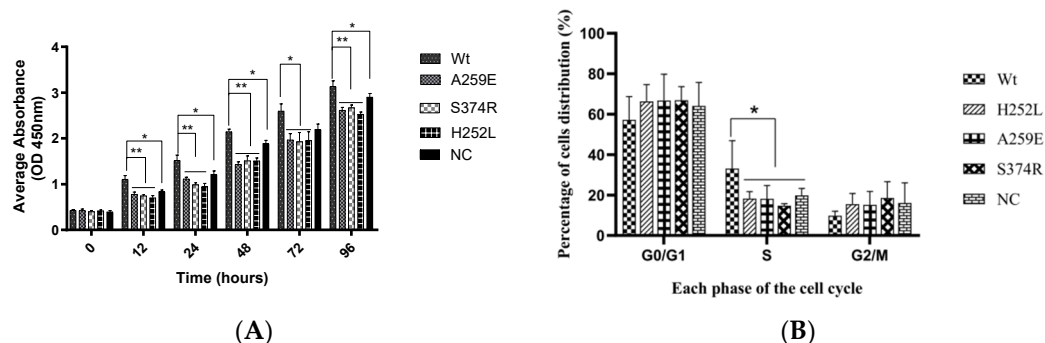 Average Absorbance
(OD 450nm)
4
3
2
1
0
*
**
*
**
*
**
*
*
**
0
12
24
48
72
96
Time (hours)
Wt
A259E
S374R
H252L
NC
(A)
Percentage of cells distribution (%)
100
80
60
40
20
0
*
G0/G1
S
G2/M
Each phase of the cell cycle
Wt
H252L
A259E
S374R
NC
(B)